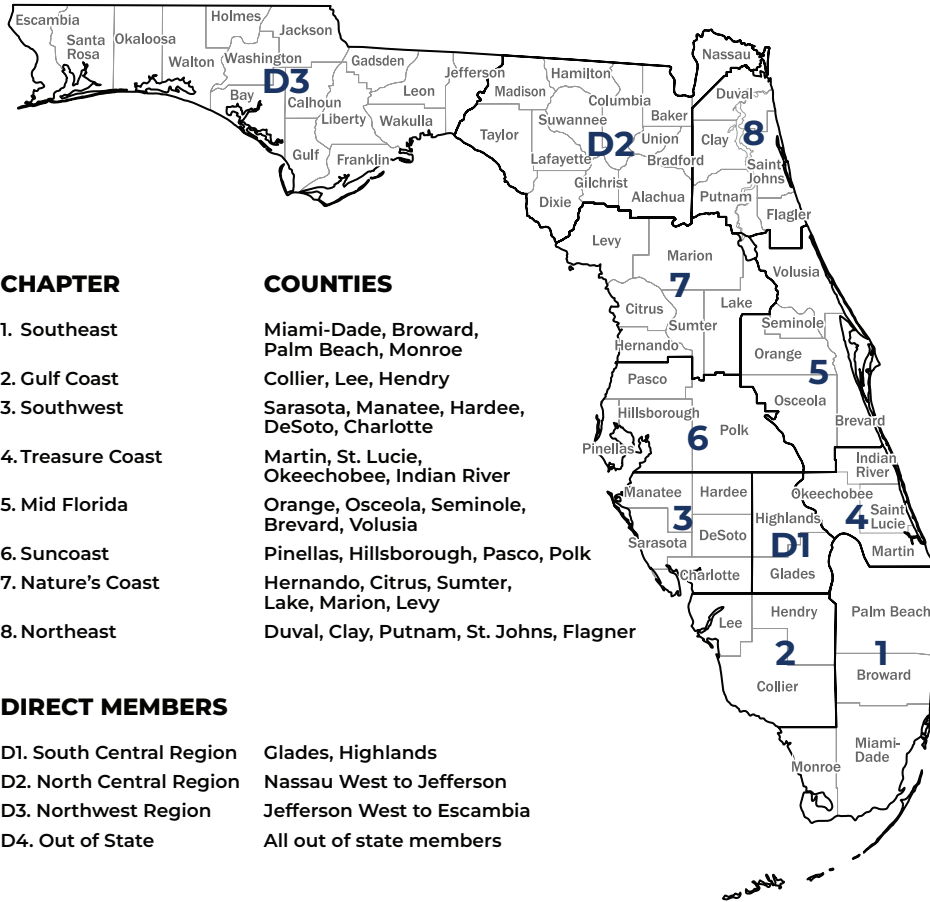 Escambia
Santa
Rosa
Okaloosa
Walton
Holmes
Jackson
Washington
Bay
D3
Calhoun
Gulf
Liberty
Franklin
Gadsden
Leon
Wakulla
Jefferson
Madison
Taylor
Hamilton
Suwannee
Lafayette
Dixie
Columbia
D2
Gilchrist
Baker
Union
Bradford
Alachua
Nassau
Duval
Clay
8
Saint
Johns
Putnam
Flagler
Levy
Marion
7
Citrus
Sumter
Lake
Hernando
Volusia
Seminole
Orange
5
Osceola
Brevard
Pasco
Hillsborough
Pinellas
6
Polk
Indian
River
Okeechobee
4
Saint
Lucie
Martin
Manatee
Hardee
3
Sarasota
DeSoto
Charlotte
Highlands
D1
Glades
Lee
Hendry
2
Collier
Palm Beach
1
Broward
Miami-
Dade
Monroe
CHAPTER COUNTIES
1. Southeast Miami-Dade, Broward,
Palm Beach, Monroe
2. Gulf Coast Collier, Lee, Hendry
3. Southwest Sarasota, Manatee, Hardee,
DeSoto, Charlotte
4. Treasure Coast Martin, St. Lucie,
Okeechobee, Indian River
5. Mid Florida Orange, Osceola, Seminole,
Brevard, Volusia
6. Suncoast Pinellas, Hillsborough, Pasco, Polk
7. Nature's Coast Hernando, Citrus, Sumter,
Lake, Marion, Levy
8. Northeast Duval, Clay, Putnam, St. Johns, Flagner
DIRECT MEMBERS
D1. South Central Region Glades, Highlands
D2. North Central Region Nassau West to Jefferson
D3. Northwest Region Jefferson West to Escambia
D4. Out of State All out of state members